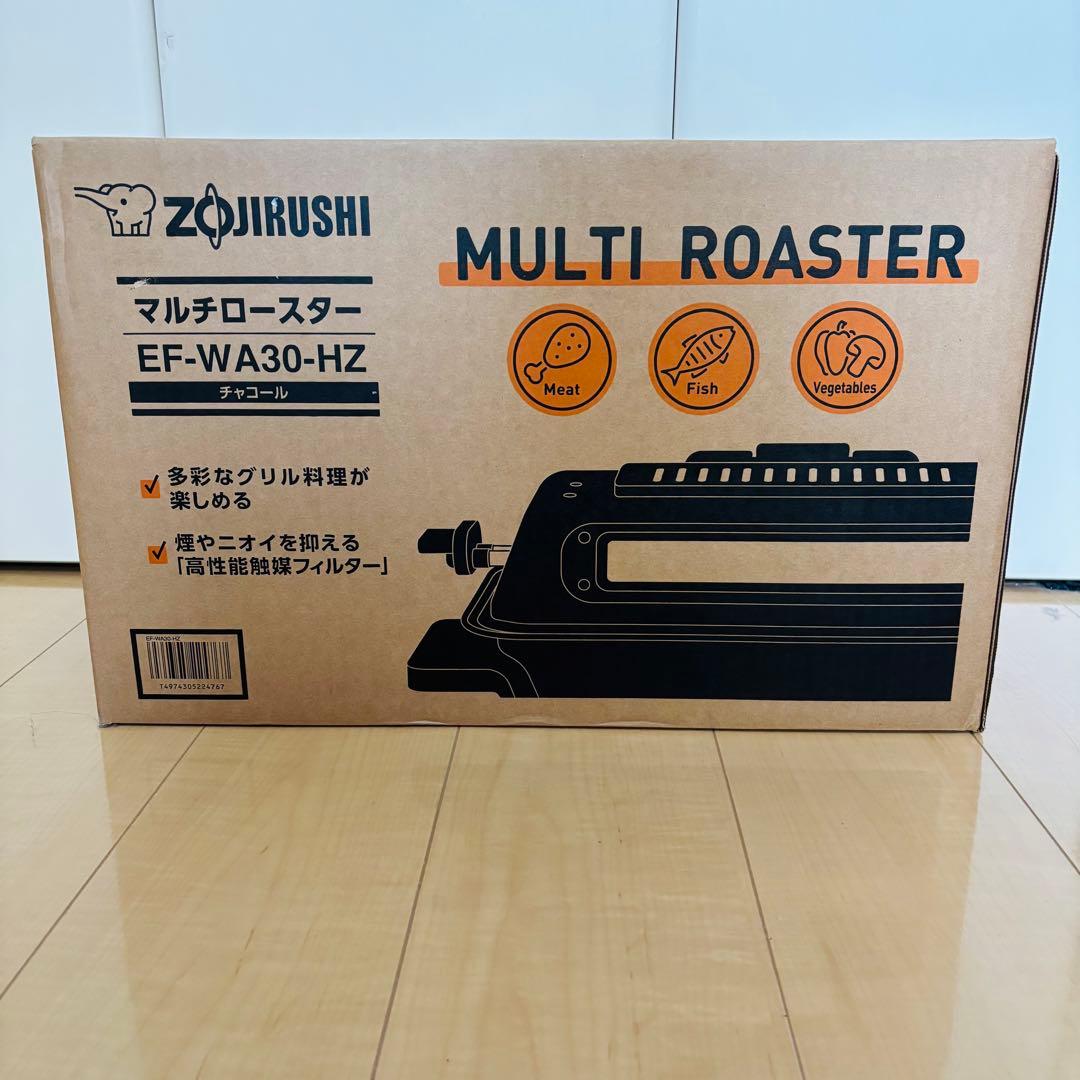 ZOJIRUSHI
マルチロースター
EF-WA30-HZ
チャコール
多彩なグリル料理が
楽しめる
煙やニオイを抑える
「高性能触媒フィルター」
EF-WA30-HZ
T4974305224767
MULTI ROASTER
Meat
Fish
Vegetables